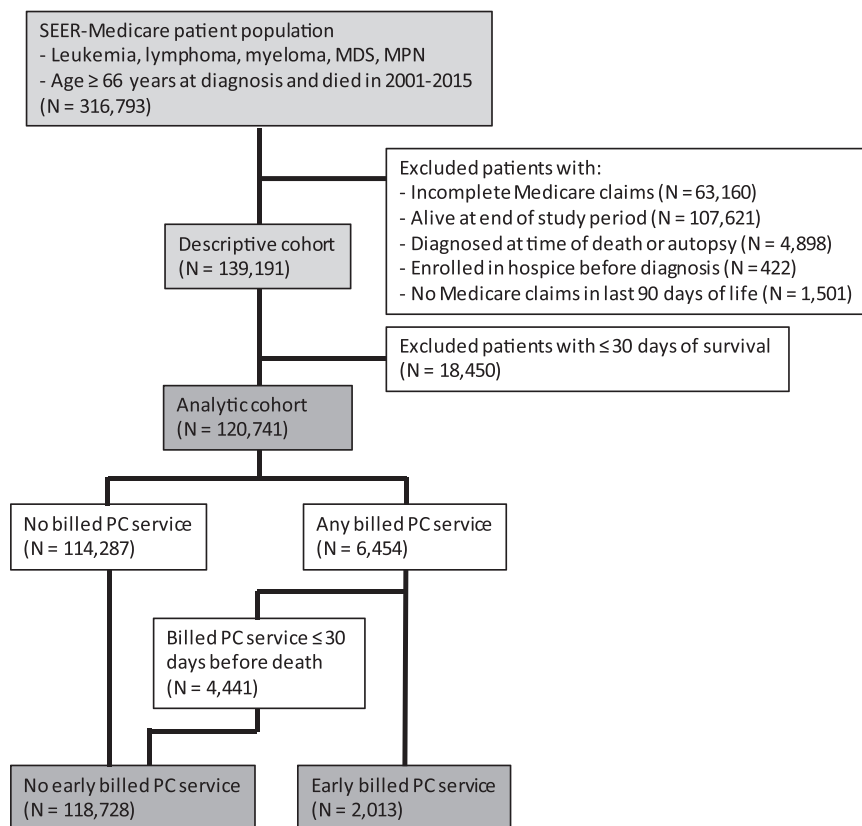 SEER-Medicare patient population
- Leukemia, lymphoma, myeloma, MDS, MPN
- Age ≥ 66 years at diagnosis and died in 2001-2015
(N = 316,793)
Excluded patients with:
- Incomplete Medicare claims (N = 63,160)
- Alive at end of study period (N = 107,621)
- Diagnosed at time of death or autopsy (N = 4,898)
- Enrolled in hospice before diagnosis (N = 422)
- No Medicare claims in last 90 days of life (N = 1,501)
Descriptive cohort
(N = 139,191)
Excluded patients with ≤ 30 days of survival
(N = 18,450)
Analytic cohort
(N = 120,741)
No billed PC service
(N = 114,287)
Any billed PC service
(N = 6,454)
Billed PC service ≤ 30
days before death
(N = 4,441)
No early billed PC service
(N = 118,728)
Early billed PC service
(N = 2,013)